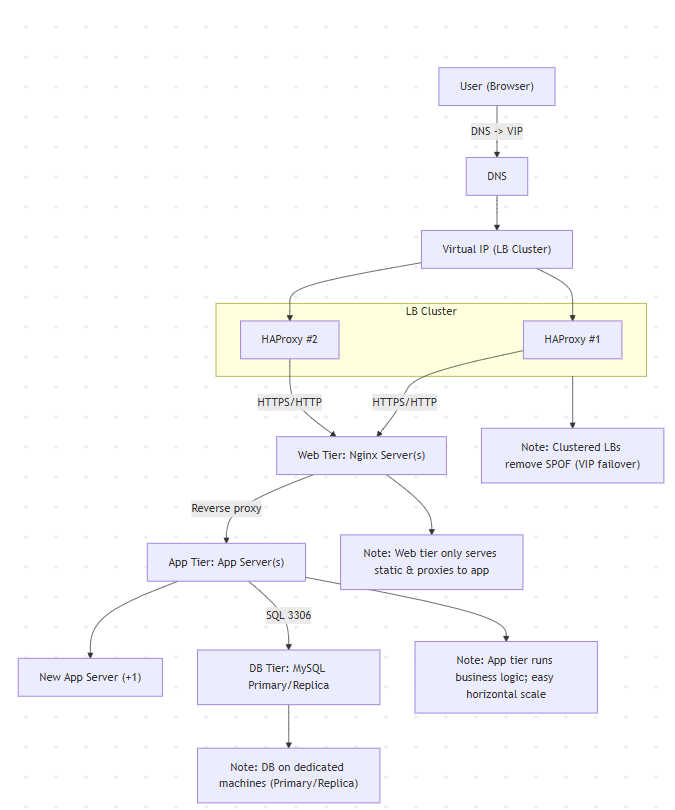 User (Browser)
DNS -> VIP
DNS
Virtual IP (LB Cluster)
LB Cluster
HAProxy #2
HAProxy #1
HTTPS/HTTP
HTTPS/HTTP
Web Tier: Nginx Server(s)
Note: Clustered LBs
remove SPOF (VIP failover)
Reverse proxy
App Tier: App Server(s)
Note: Web tier only serves
static & proxies to app
SQL 3306
New App Server (+1)
DB Tier: MySQL
Primary/Replica
Note: App tier runs
business logic; easy
horizontal scale
Note: DB on dedicated
machines (Primary/Replica)